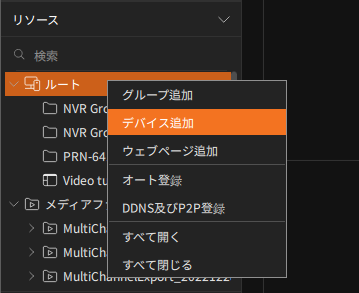 リソース
検索
ルート
NVR Gro
グループ追加
NVR Gro
デバイス追加
PRN-64
ウェブページ追加
Video tu
オート登録
メディアフ
DDNS及びP2P登録
MultiCha
すべて開く
MultiCha
すべて閉じる
MultiChannelExport_2022122